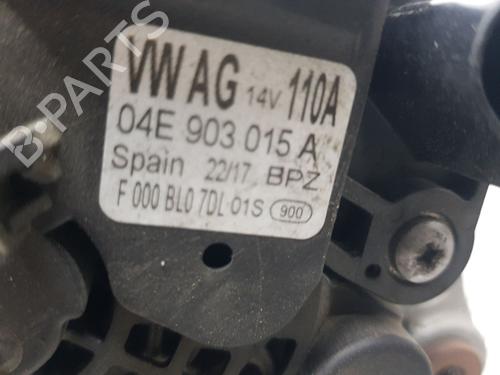 B-PARTS
VW AG 14V 110A
04E 903 015 A
Spain 22/17 BPZ
F 000 BL0 7DL 01S 900